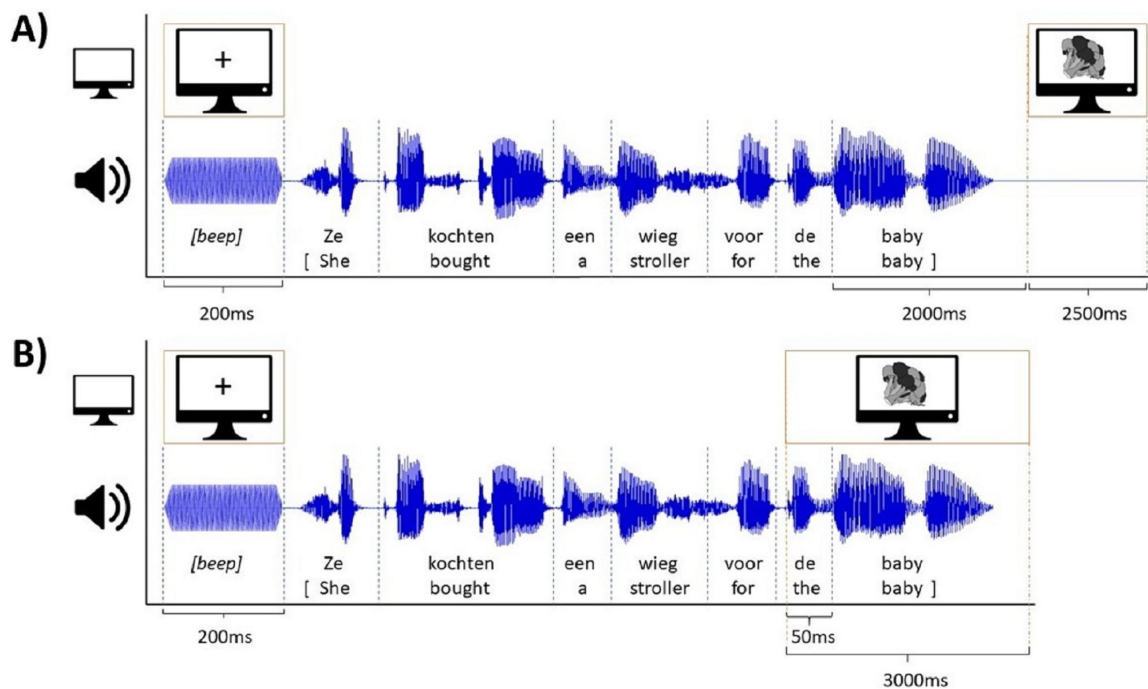 A)
+
[beep] Ze kochten een wieg voor de baby
[ She bought a stroller for the baby ]
200ms 2000ms 2500ms
B)
+
[beep] Ze kochten een wieg voor de baby
[ She bought a stroller for the baby ]
200ms 50ms
3000ms